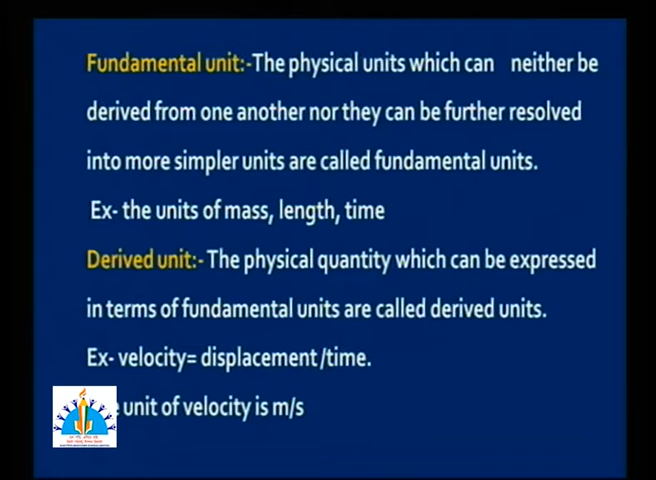 Fundamental unit:-The physical units which can neither be
derived from one another nor they can be further resolved
into more simpler units are called fundamental units.
Ex- the units of mass, length, time
Derived unit:- The physical quantity which can be expressed
in terms of fundamental units are called derived units.
Ex- velocity= displacement /time.
unit of velocity is m/s